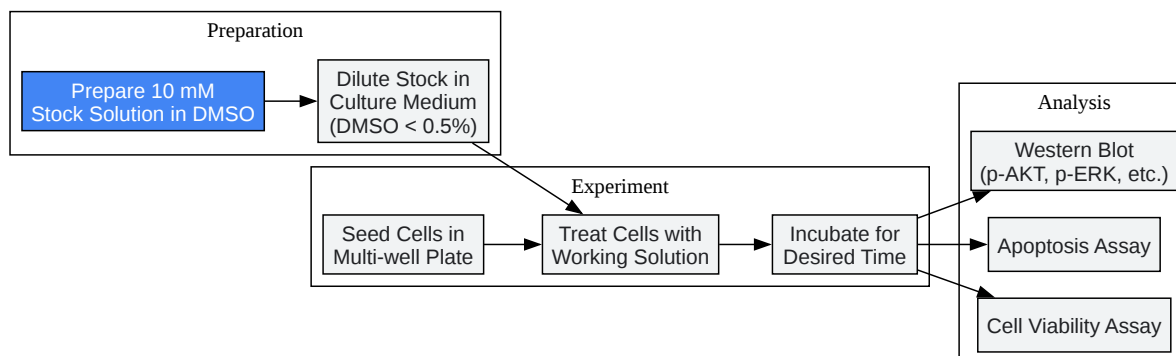 Preparation
Prepare 10 mM
Stock Solution in DMSO
Dilute Stock in
Culture Medium
(DMSO < 0.5%)
Experiment
Seed Cells in
Multi-well Plate
Treat Cells with
Working Solution
Incubate for
Desired Time
Analysis
Western Blot
(p-AKT, p-ERK, etc.)
Apoptosis Assay
Cell Viability Assay